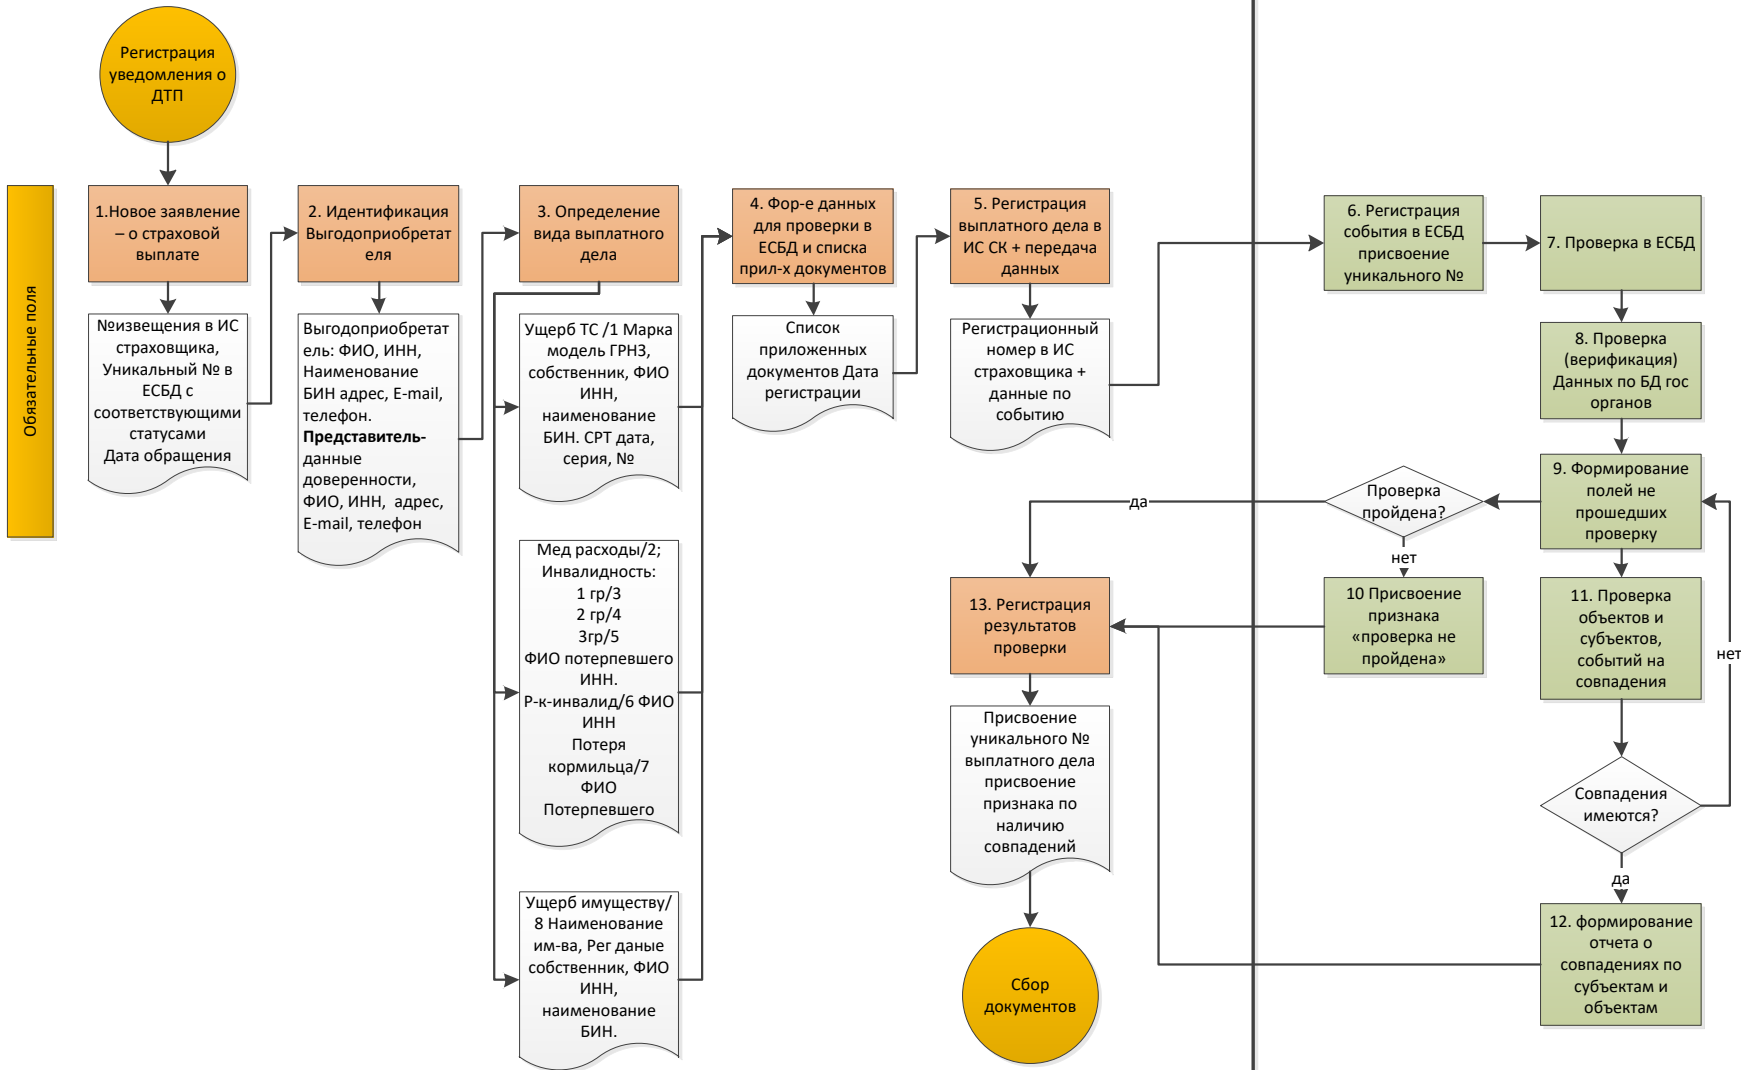 Регистрация
уведомления о
ДТП
Обязательные поля
1.Новое заявление
– о страховой
выплате
№извещения в ИС
страховщика,
Уникальный № в
ЕСБД с
соответствующими
статусами
Дата обращения
2. Идентификация
Выгодоприобретат
еля
Выгодоприобретат
ель: ФИО, ИНН,
Наименование
БИН адрес, E-mail,
телефон.
Представитель-
данные
доверенности,
ФИО, ИНН, адрес,
E-mail, телефон
3. Определение
вида выплатного
дела
Ущерб ТС /1 Марка
модель ГРНЗ,
собственник, ФИО
ИНН,
наименование
БИН. СРТ дата,
серия, №
Мед расходы/2;
Инвалидность:
1 гр/3
2 гр/4
3гр/5
ФИО потерпевшего
ИНН.
Р-к-инвалид/6 ФИО
ИНН
Потеря
кормильца/7
ФИО
Потерпевшего
Ущерб имуществу/
8 Наименование
им-ва, Рег даные
собственник, ФИО
ИНН,
наименование
БИН.
4. Фор-е данных
для проверки в
ЕСБД и списка
прил-х документов
Список
приложенных
документов Дата
регистрации
5. Регистрация
выплатного дела в
ИС СК + передача
данных
Регистрационный
номер в ИС
страховщика +
данные по
событию
6. Регистрация
события в ЕСБД
присвоение
уникального №
7. Проверка в ЕСБД
8. Проверка
(верификация)
Данных по БД гос
органов
9. Формирование
полей не
прошедших
проверку
Проверка
пройдена?
да
нет
10 Присвоение
признака
«проверка не
пройдена»
11. Проверка
объектов и
субъектов,
событий на
совпадения
нет
Совпадения
имеются?
да
12. формирование
отчета о
совпадениях по
субъектам и
объектам
13. Регистрация
результатов
проверки
Присвоение
уникального №
выплатного дела
присвоение
признака по
наличию
совпадений
Сбор
документов